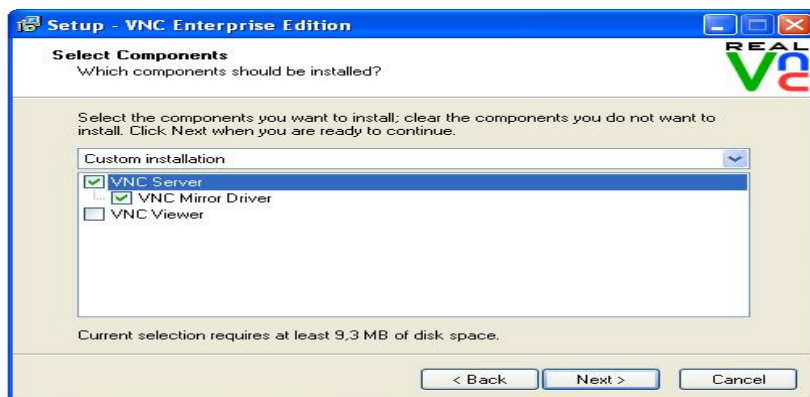 Setup - VNC Enterprise Edition
Select Components
Which components should be installed?
REAL
Vnc
Select the components you want to install; clear the components you do not want to
install. Click Next when you are ready to continue.
Custom installation
VNC Server
VNC Mirror Driver
VNC Viewer
Current selection requires at least 9,3 MB of disk space.
< Back
Next >
Cancel